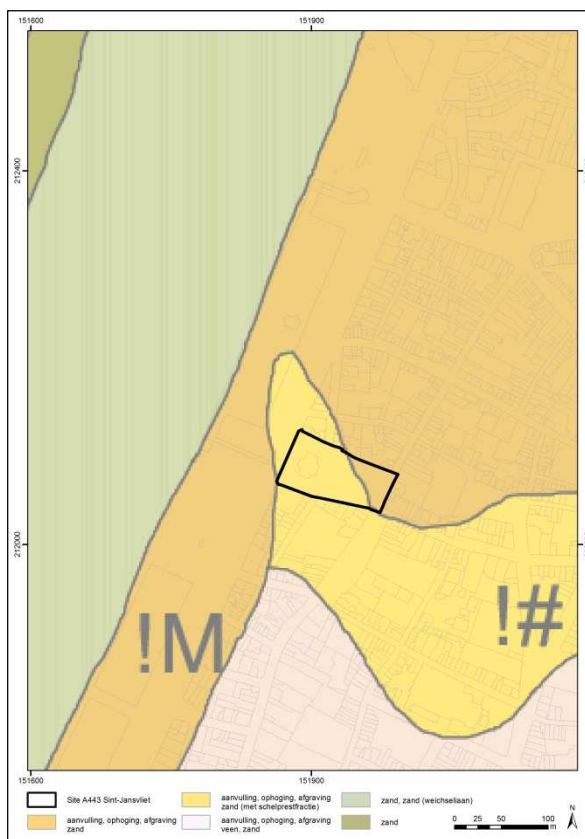 151600 151900
212400
212000
!M
!#
151600 151900
Site A443 Sint-Jansvliet
aanvulling, ophoging, afgraving
zand
aanvulling, ophoging, afgraving
zand (met schelprestfractie)
aanvulling, ophoging, afgraving
veen, zand
zand, zand (weichseliaan)
zand
0 25 50 100
m
N